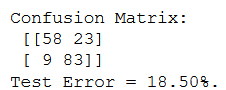 Confusion Matrix:
[[58 23]
[ 9 83]]
Test Error = 18.50%.